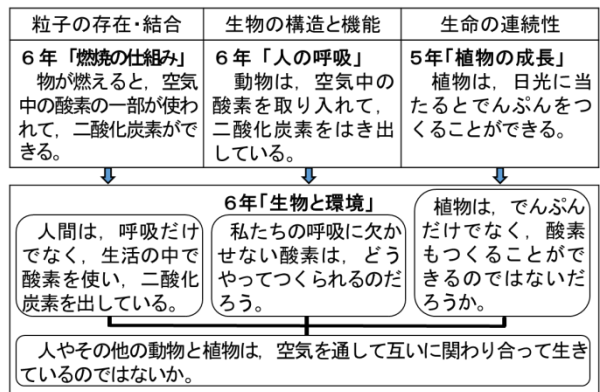 粒子の存在・結合
生物の構造と機能
生命の連続性
６年「燃焼の仕組み」
物が燃えると，空気
中の酸素の一部が使わ
れて，二酸化炭素がで
きる。
６年「人の呼吸」
動物は，空気中の
酸素を取り入れて，
二酸化炭素をはき出
している。
５年「植物の成長」
植物は，日光に当
たるとでんぷんをつ
くることができる。
６年「生物と環境」
人間は，呼吸だけ
でなく，生活の中で
酸素を使い，二酸化
炭素を出している。
私たちの呼吸に欠か
せない酸素は，どう
やってつくられるのだ
ろう。
植物は，でんぷん
だけでなく，酸素
もつくることがで
きるのではないだ
ろうか。
人やその他の動物と植物は，空気を通して互いに関わり合って生き
ているのではないか。